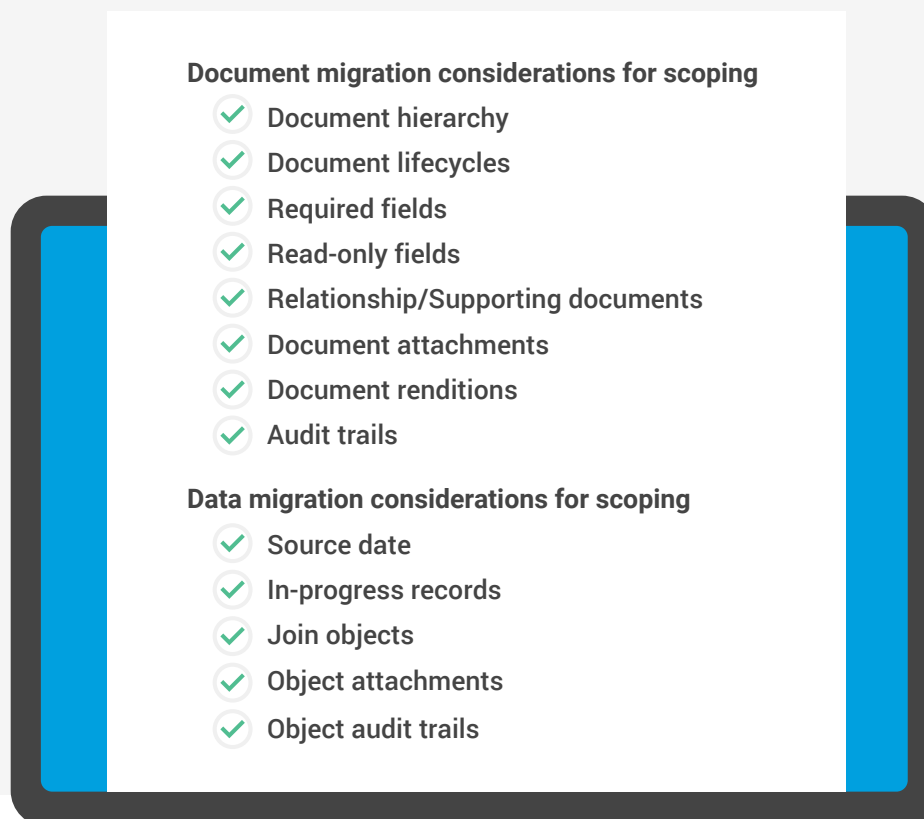 Document migration considerations for scoping
Document hierarchy
Document lifecycles
Required fields
Read-only fields
Relationship/Supporting documents
Document attachments
Document renditions
Audit trails
Data migration considerations for scoping
Source date
In-progress records
Join objects
Object attachments
Object audit trails